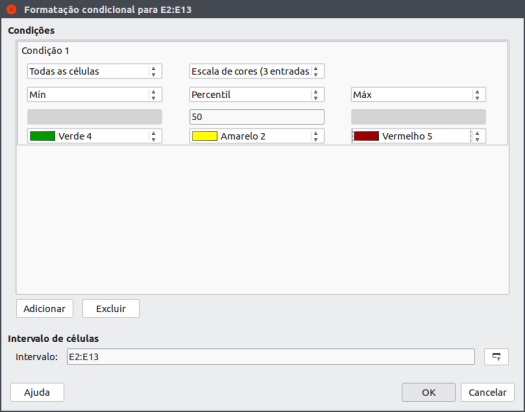 Formatação condicional para E2:E13
Condições
Condição 1
Todas as células Escala de cores (3 entradas
Mín Percentil Máx
50
Verde 4 Amarelo 2 Vermelho 5
Adicionar Excluir
Intervalo de células
Intervalo: E2:E13
Ajuda OK Cancelar